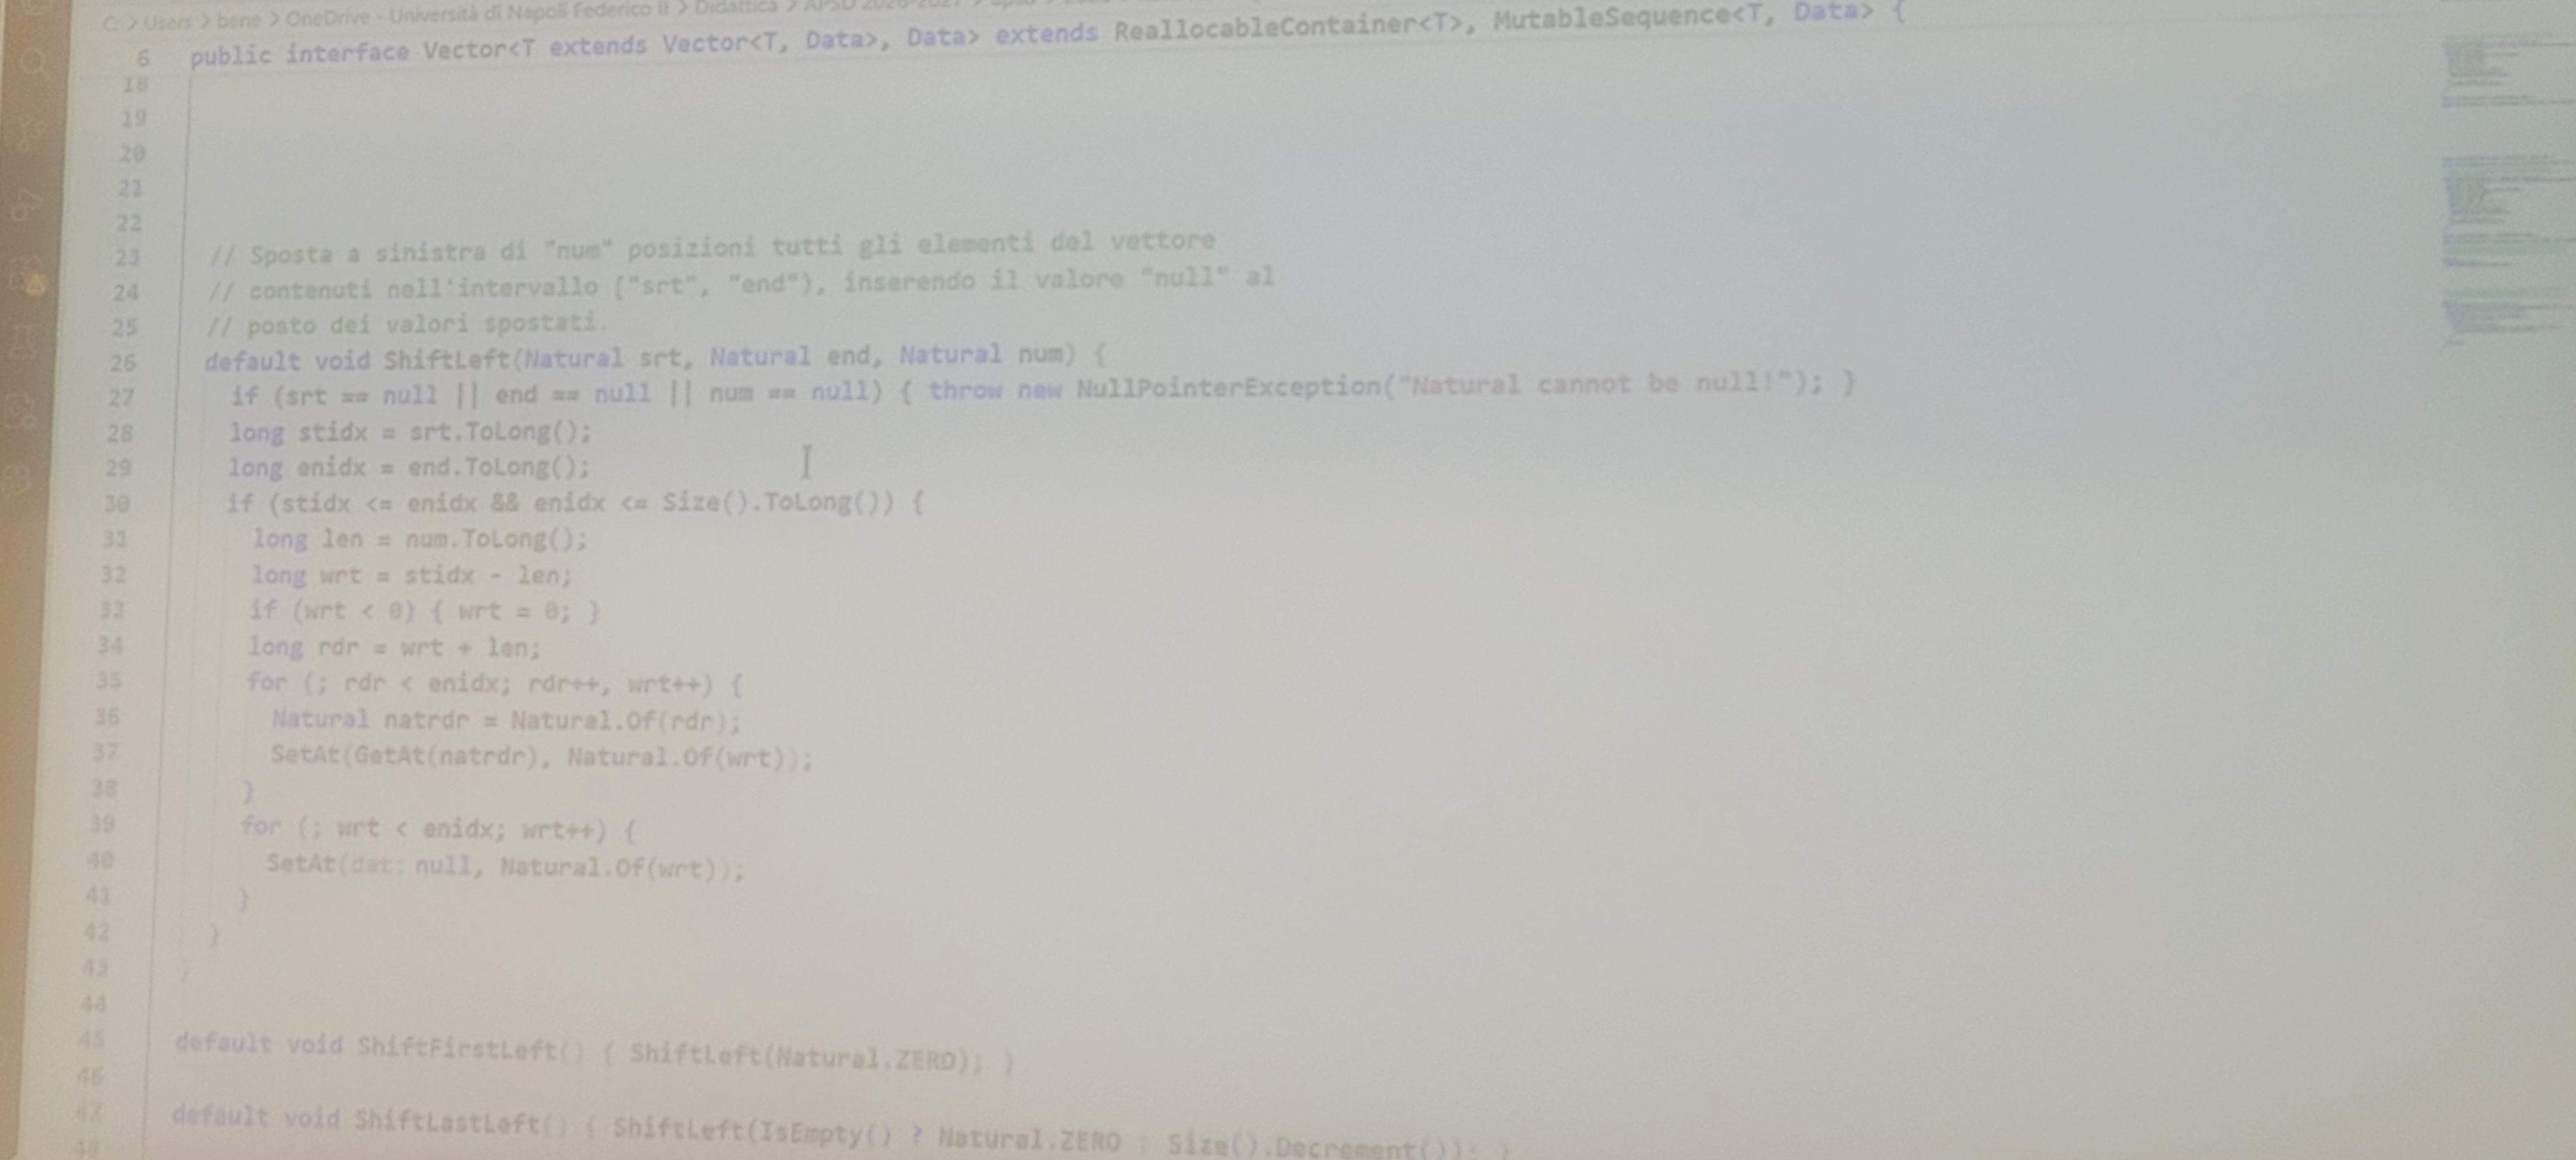 C: > Users > bene > OneDrive - Università di Napoli Federico II > Didattica > APSD 2026-2027 >
6 public interface Vector<T extends Vector<T, Data>, Data> extends ReallocableContainer<T>, MutableSequence<T, Data> {
18
19
20
21
22
23 // Sposta a sinistra di "num" posizioni tutti gli elementi del vettore
24 // contenuti nell'intervallo ["srt", "end"), inserendo il valore "null" al
25 // posto dei valori spostati.
26 default void ShiftLeft(Natural srt, Natural end, Natural num) {
27 if (srt == null || end == null || num == null) { throw new NullPointerException("Natural cannot be null!"); }
28 long stidx = srt.ToLong();
29 long enidx = end.ToLong();
30 if (stidx <= enidx && enidx <= Size().ToLong()) {
31 long len = num.ToLong();
32 long wrt = stidx - len;
33 if (wrt < 0) { wrt = 0; }
34 long rdr = wrt + len;
35 for (; rdr < enidx; rdr++, wrt++) {
36 Natural natrdr = Natural.Of(rdr);
37 SetAt(GetAt(natrdr), Natural.Of(wrt));
38 }
39 for (; wrt < enidx; wrt++) {
40 SetAt(dat: null, Natural.Of(wrt));
41 }
42 }
43 }
44
45 default void ShiftFirstLeft() { ShiftLeft(Natural.ZERO); }
46
47 default void ShiftLastLeft() { ShiftLeft(IsEmpty() ? Natural.ZERO : Size().Decrement()); }
48